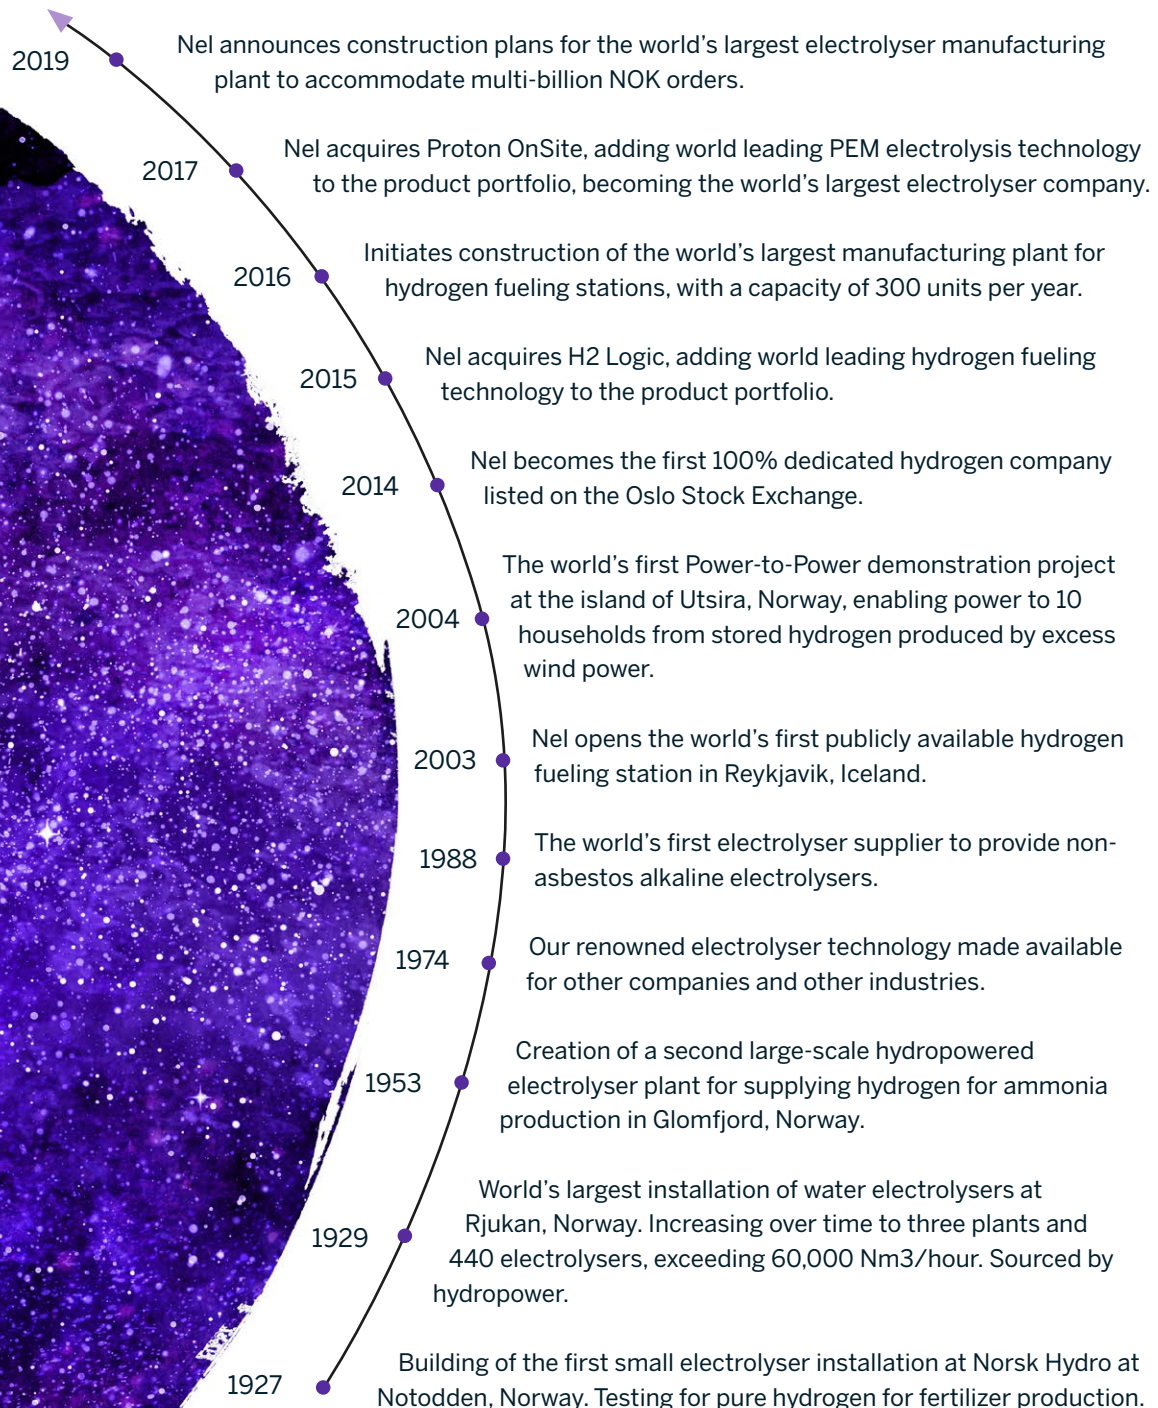 2019
Nel announces construction plans for the world's largest electrolyser manufacturing
plant to accommodate multi-billion NOK orders.
2017
Nel acquires Proton OnSite, adding world leading PEM electrolysis technology
to the product portfolio, becoming the world's largest electrolyser company.
2016
Initiates construction of the world's largest manufacturing plant for
hydrogen fueling stations, with a capacity of 300 units per year.
2015
Nel acquires H2 Logic, adding world leading hydrogen fueling
technology to the product portfolio.
2014
Nel becomes the first 100% dedicated hydrogen company
listed on the Oslo Stock Exchange.
2004
The world's first Power-to-Power demonstration project
at the island of Utsira, Norway, enabling power to 10
households from stored hydrogen produced by excess
wind power.
2003
Nel opens the world's first publicly available hydrogen
fueling station in Reykjavik, Iceland.
1988
The world's first electrolyser supplier to provide non-
asbestos alkaline electrolysers.
1974
Our renowned electrolyser technology made available
for other companies and other industries.
1953
Creation of a second large-scale hydropowered
electrolyser plant for supplying hydrogen for ammonia
production in Glomfjord, Norway.
1929
World's largest installation of water electrolysers at
Rjukan, Norway. Increasing over time to three plants and
440 electrolysers, exceeding 60,000 Nm3/hour. Sourced by
hydropower.
1927
Building of the first small electrolyser installation at Norsk Hydro at
Notodden, Norway. Testing for pure hydrogen for fertilizer production.